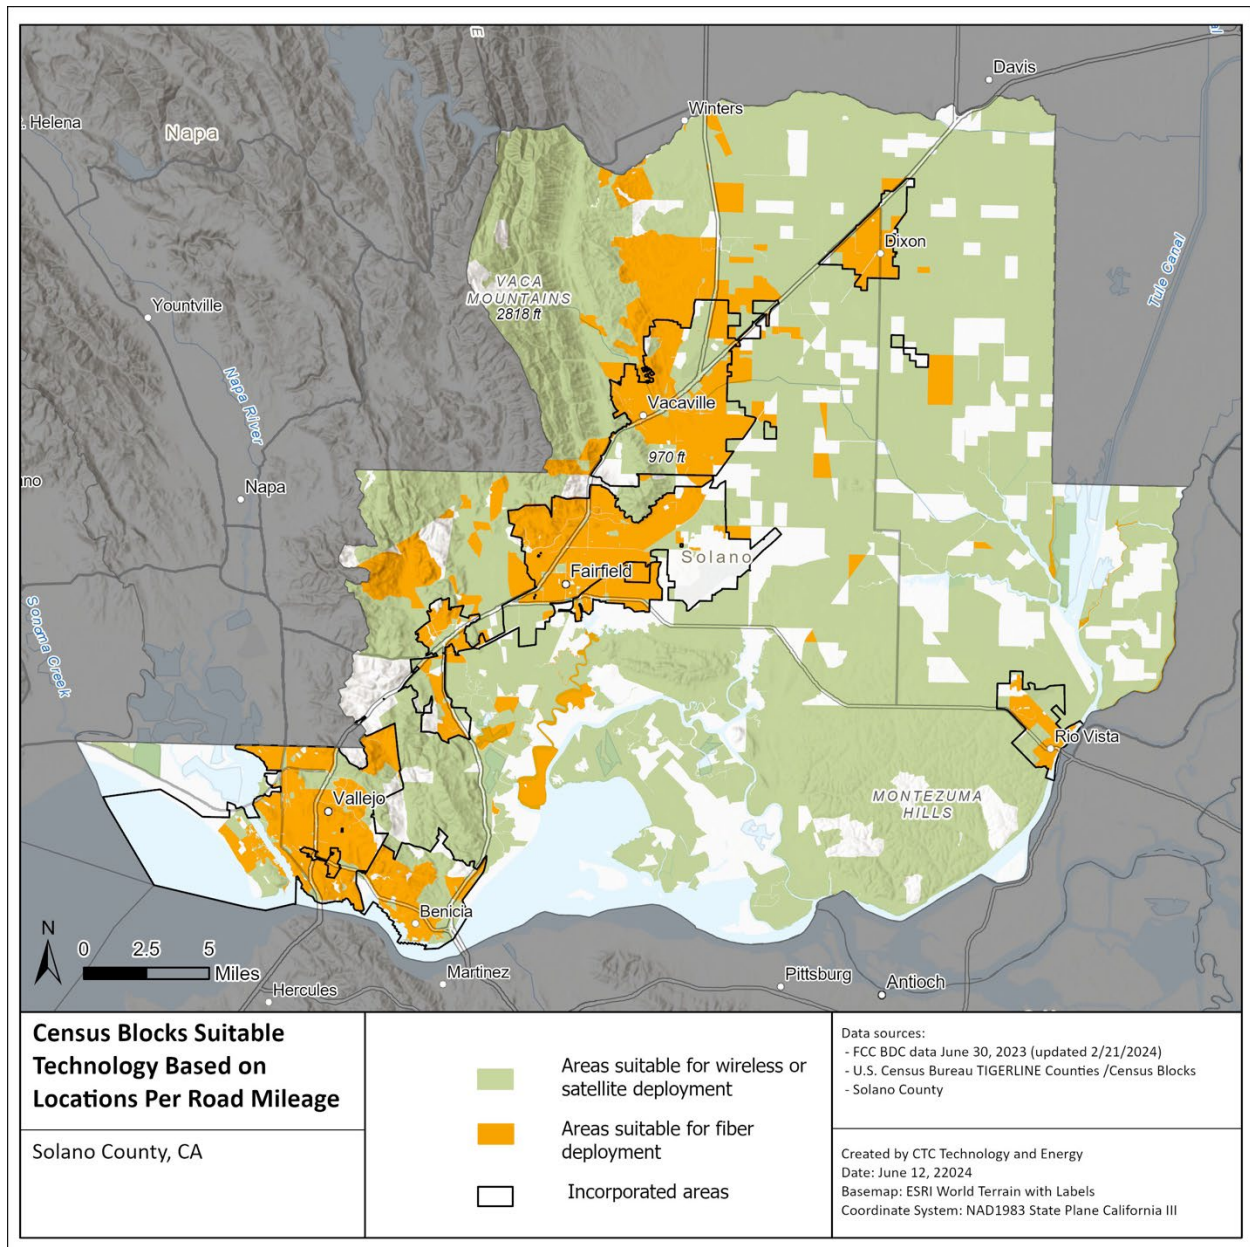 Davis
Winters
. Helena
Napa
Dixon
Tule Canal
VACA
MOUNTAINS
2818 ft
Yountville
Napa River
Vacaville
970 ft
no
Napa
Solano
Fairfield
Sonoma Creek
Rio Vista
Vallejo
MONTEZUMA
HILLS
Benicia
N
0 2.5 5
Miles
Martinez
Pittsburg
Antioch
Hercules
Census Blocks Suitable
Technology Based on
Locations Per Road Mileage
Solano County, CA
Areas suitable for wireless or
satellite deployment
Areas suitable for fiber
deployment
Incorporated areas
Data sources:
- FCC BDC data June 30, 2023 (updated 2/21/2024)
- U.S. Census Bureau TIGERLINE Counties /Census Blocks
- Solano County
Created by CTC Technology and Energy
Date: June 12, 22024
Basemap: ESRI World Terrain with Labels
Coordinate System: NAD1983 State Plane California III